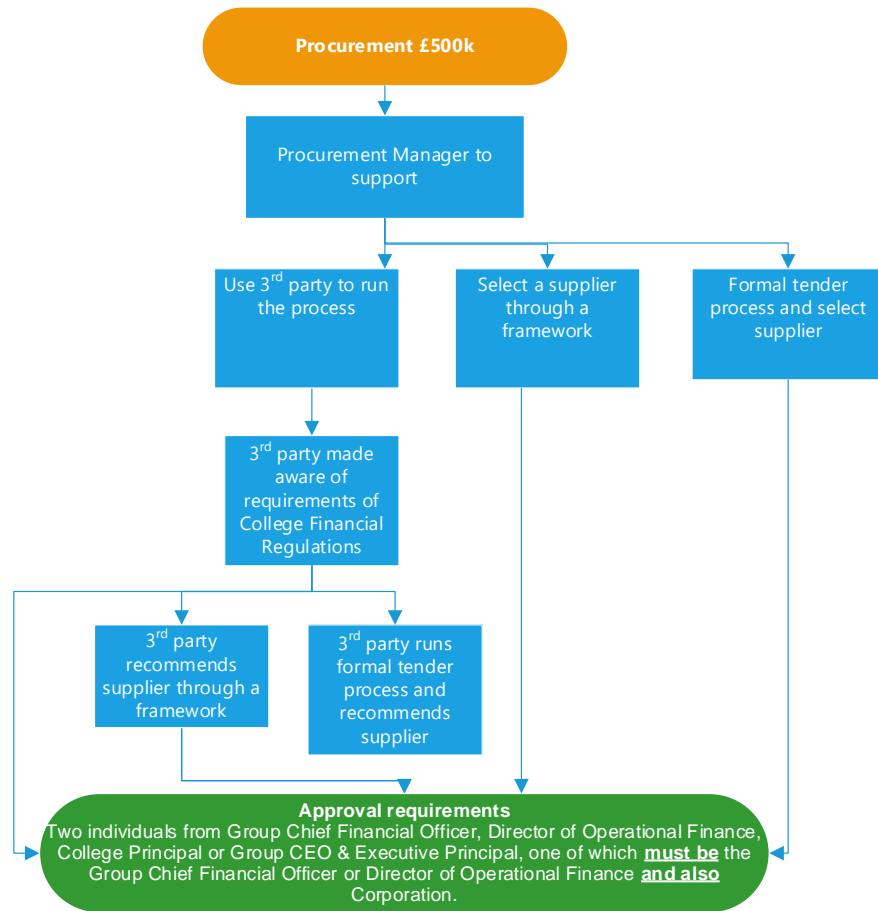 Procurement £500k
Procurement Manager to
support
Use 3rd party to run
the process
Select a supplier
through a
framework
Formal tender
process and select
supplier
3rd party made
aware of
requirements of
College Financial
Regulations
3rd party
recommends
supplier through a
framework
3rd party runs
formal tender
process and
recommends
supplier
Approval requirements
Two individuals from Group Chief Financial Officer, Director of Operational Finance,
College Principal or Group CEO & Executive Principal, one of which must be the
Group Chief Financial Officer or Director of Operational Finance and also
Corporation.